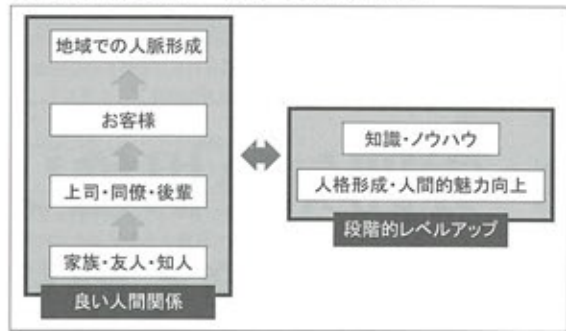 地域での人脈形成
お客様
上司・同僚・後輩
家族・友人・知人
良い人間関係
知識・ノウハウ
人格形成・人間的魅力向上
段階的レベルアップ